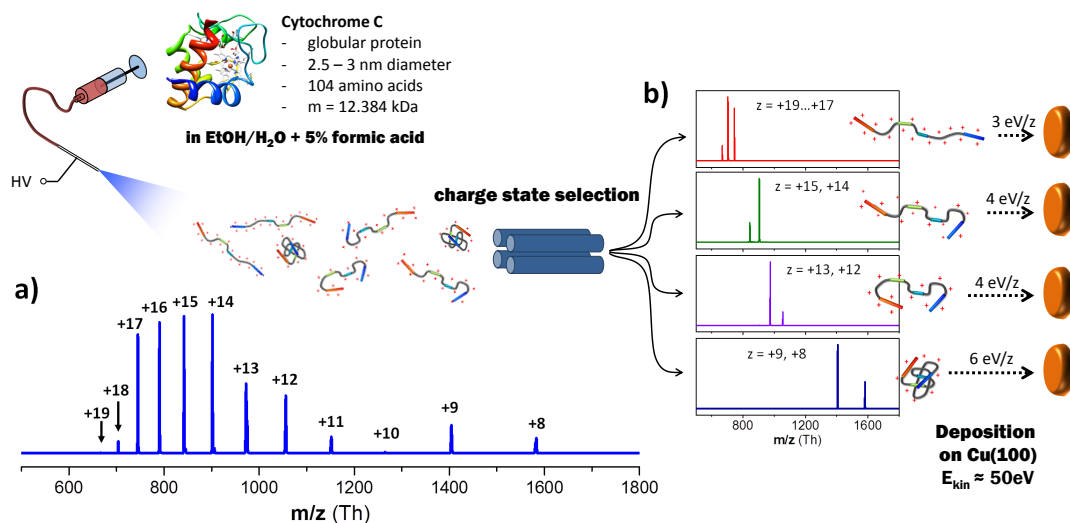 Cytochrome C
- globular protein
- 2.5 – 3 nm diameter
- 104 amino acids
- m = 12.384 kDa
in EtOH/H₂O + 5% formic acid
HV
charge state selection
a)
+19
+18
+17
+16
+15
+14
+13
+12
+11
+10
+9
+8
600
800
1000
1200
1400
1600
1800
m/z (Th)
b)
z = +19...+17
3 eV/z
z = +15, +14
4 eV/z
z = +13, +12
4 eV/z
z = +9, +8
6 eV/z
800
1200
1600
m/z (Th)
Deposition
on Cu(100)
Eₖᵢₙ ≈ 50eV